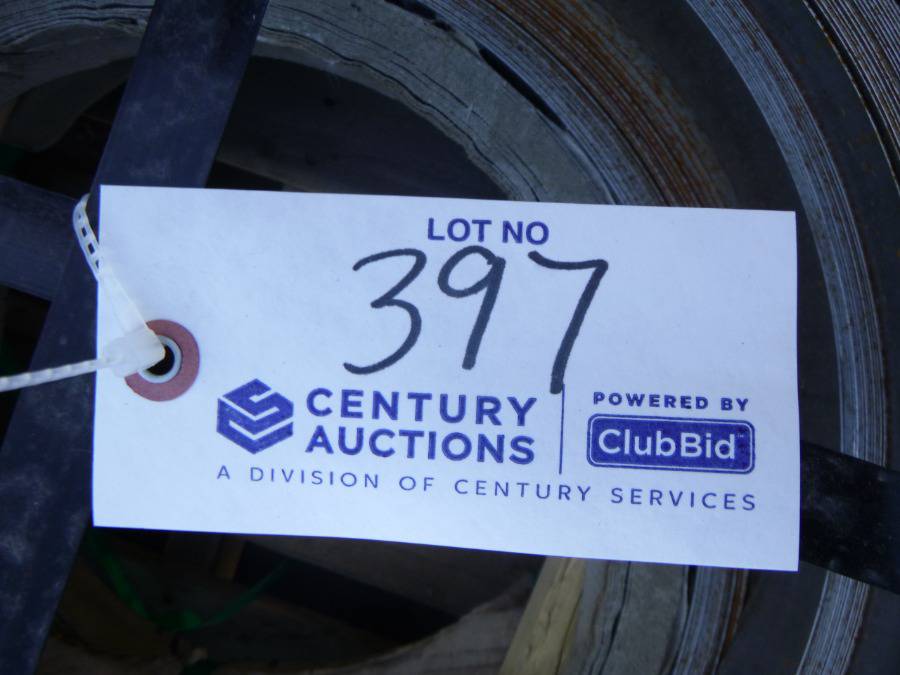 LOT NO
397
CENTURY
AUCTIONS
A DIVISION OF CENTURY SERVICES
POWERED BY
ClubBid